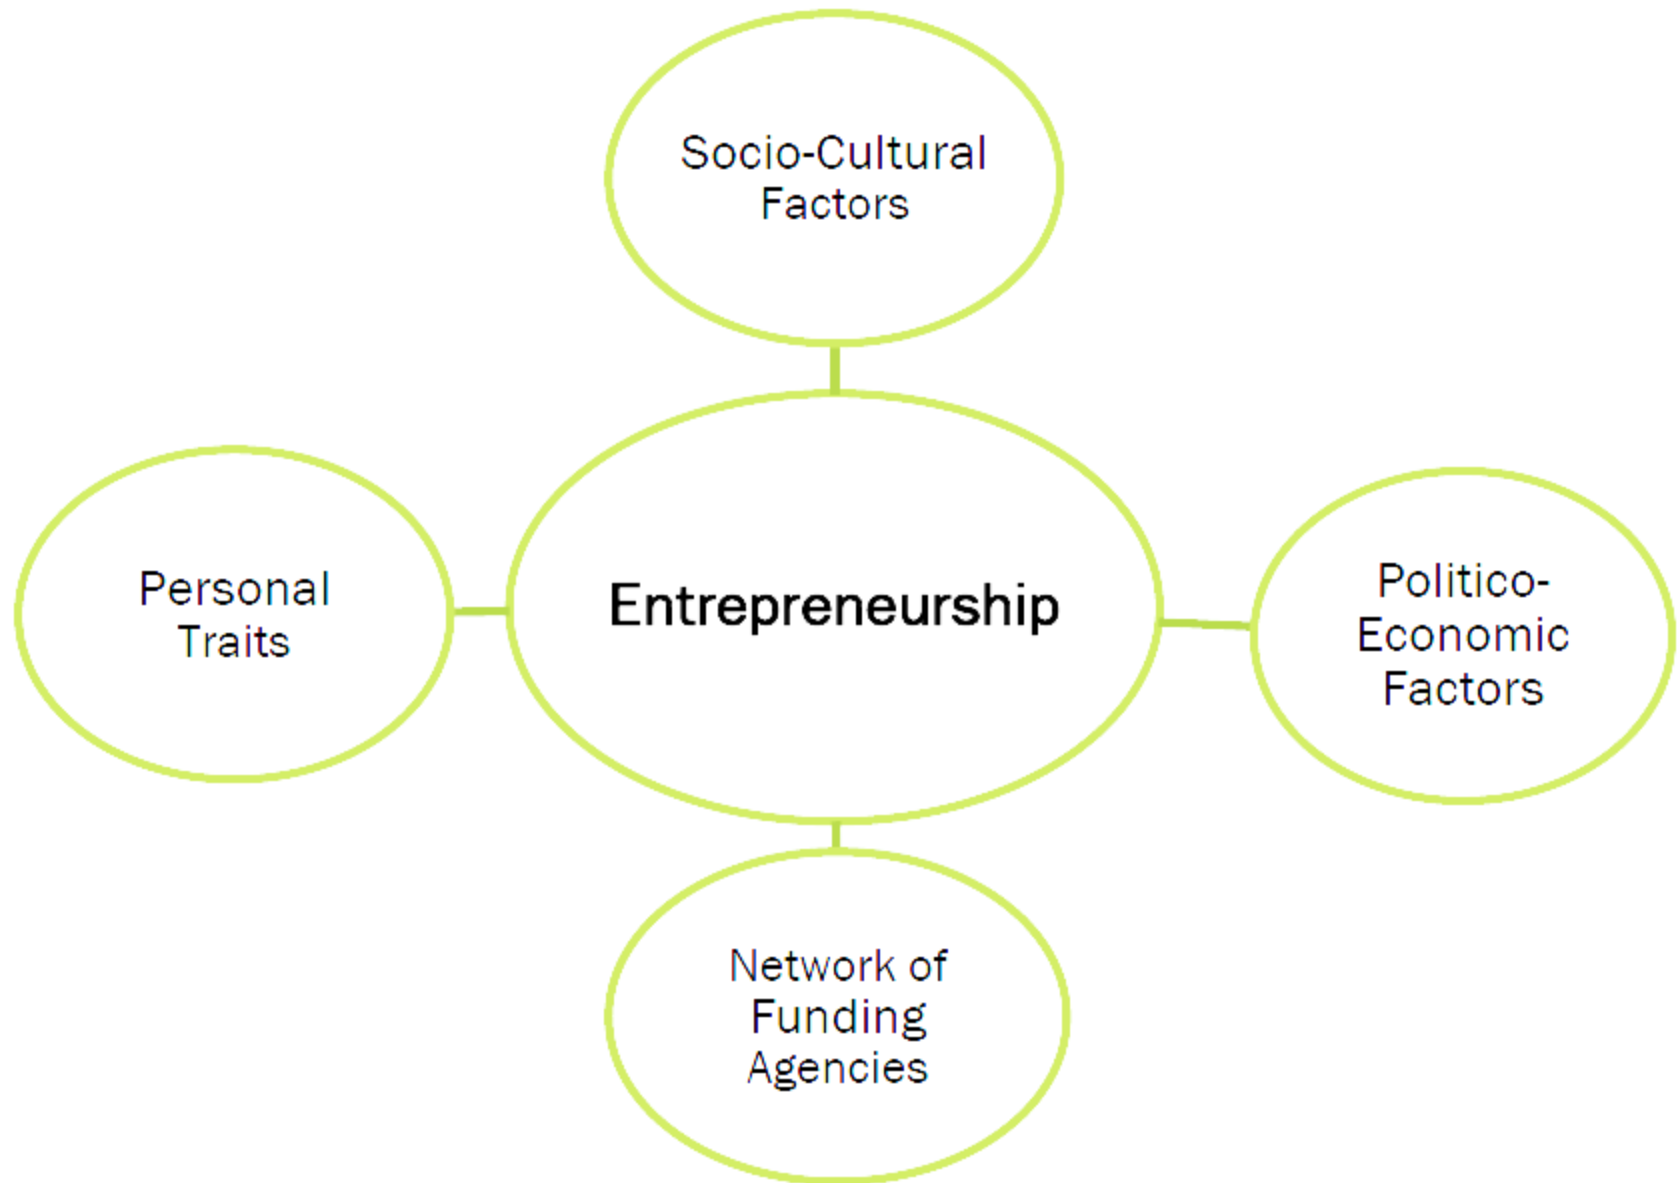 Socio-Cultural
Factors
Personal
Traits
Entrepreneurship
Politico-
Economic
Factors
Network of
Funding
Agencies